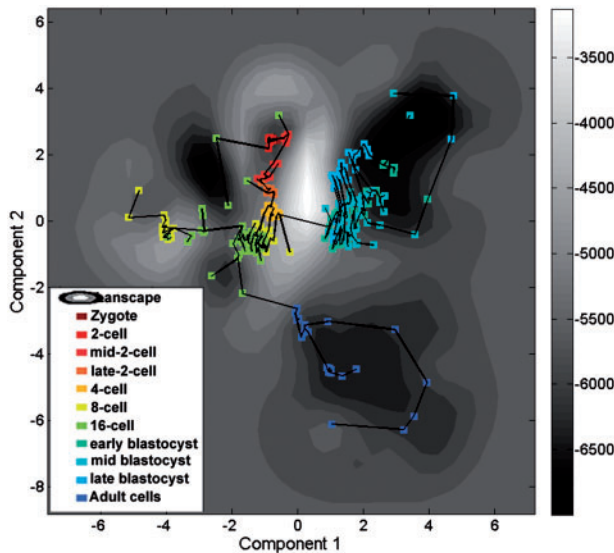 6
4
2
0
-2
-4
-6
-8
Component 2
-6 -4 -2 0 2 4 6
Component 1
Zygote
2-cell
mid-2-cell
late-2-cell
4-cell
8-cell
16-cell
early blastocyst
mid blastocyst
late blastocyst
Adult cells
-3500
-4000
-4500
-5000
-5500
-6000
-6500